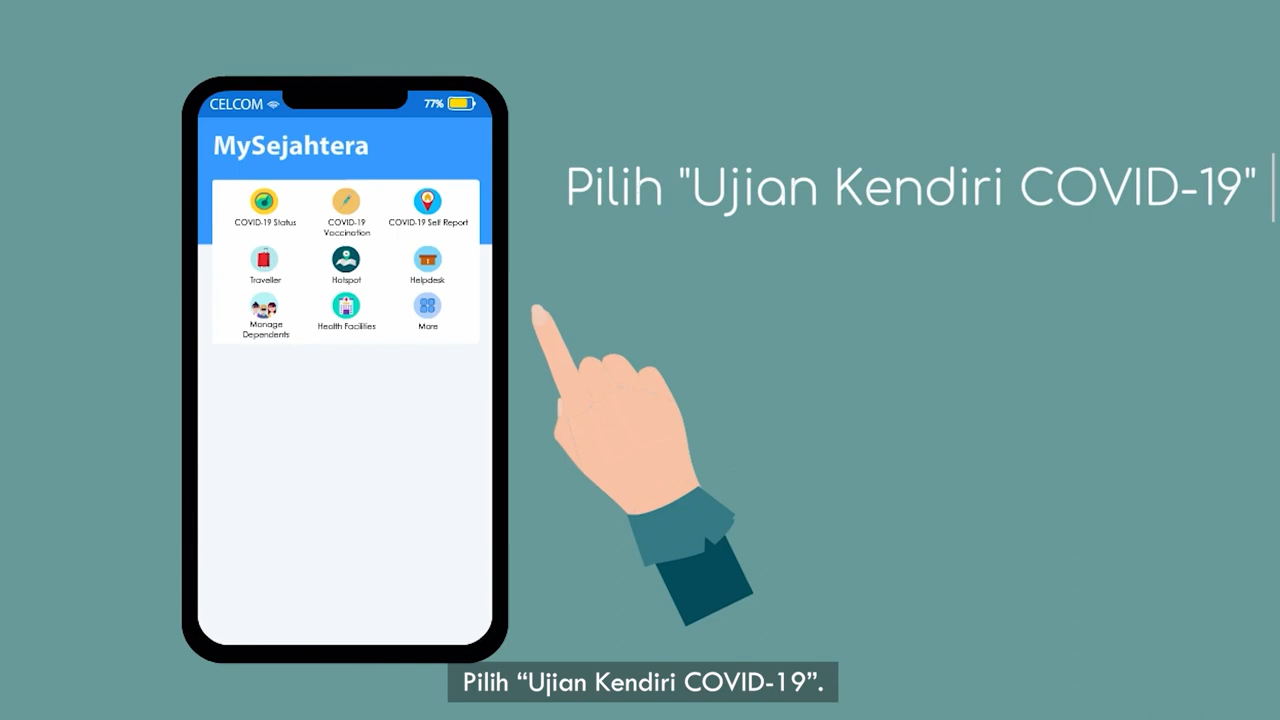 CELCOM
77%
MySejahtera
Pilih "Ujian Kendiri COVID-19"
COVID-19 Status
COVID-19
Vaccination
COVID-19 Self Report
Traveller
Hotspot
Helpdesk
Manage
Dependents
Health Facilities
More
Pilih “Ujian Kendiri COVID-19”.